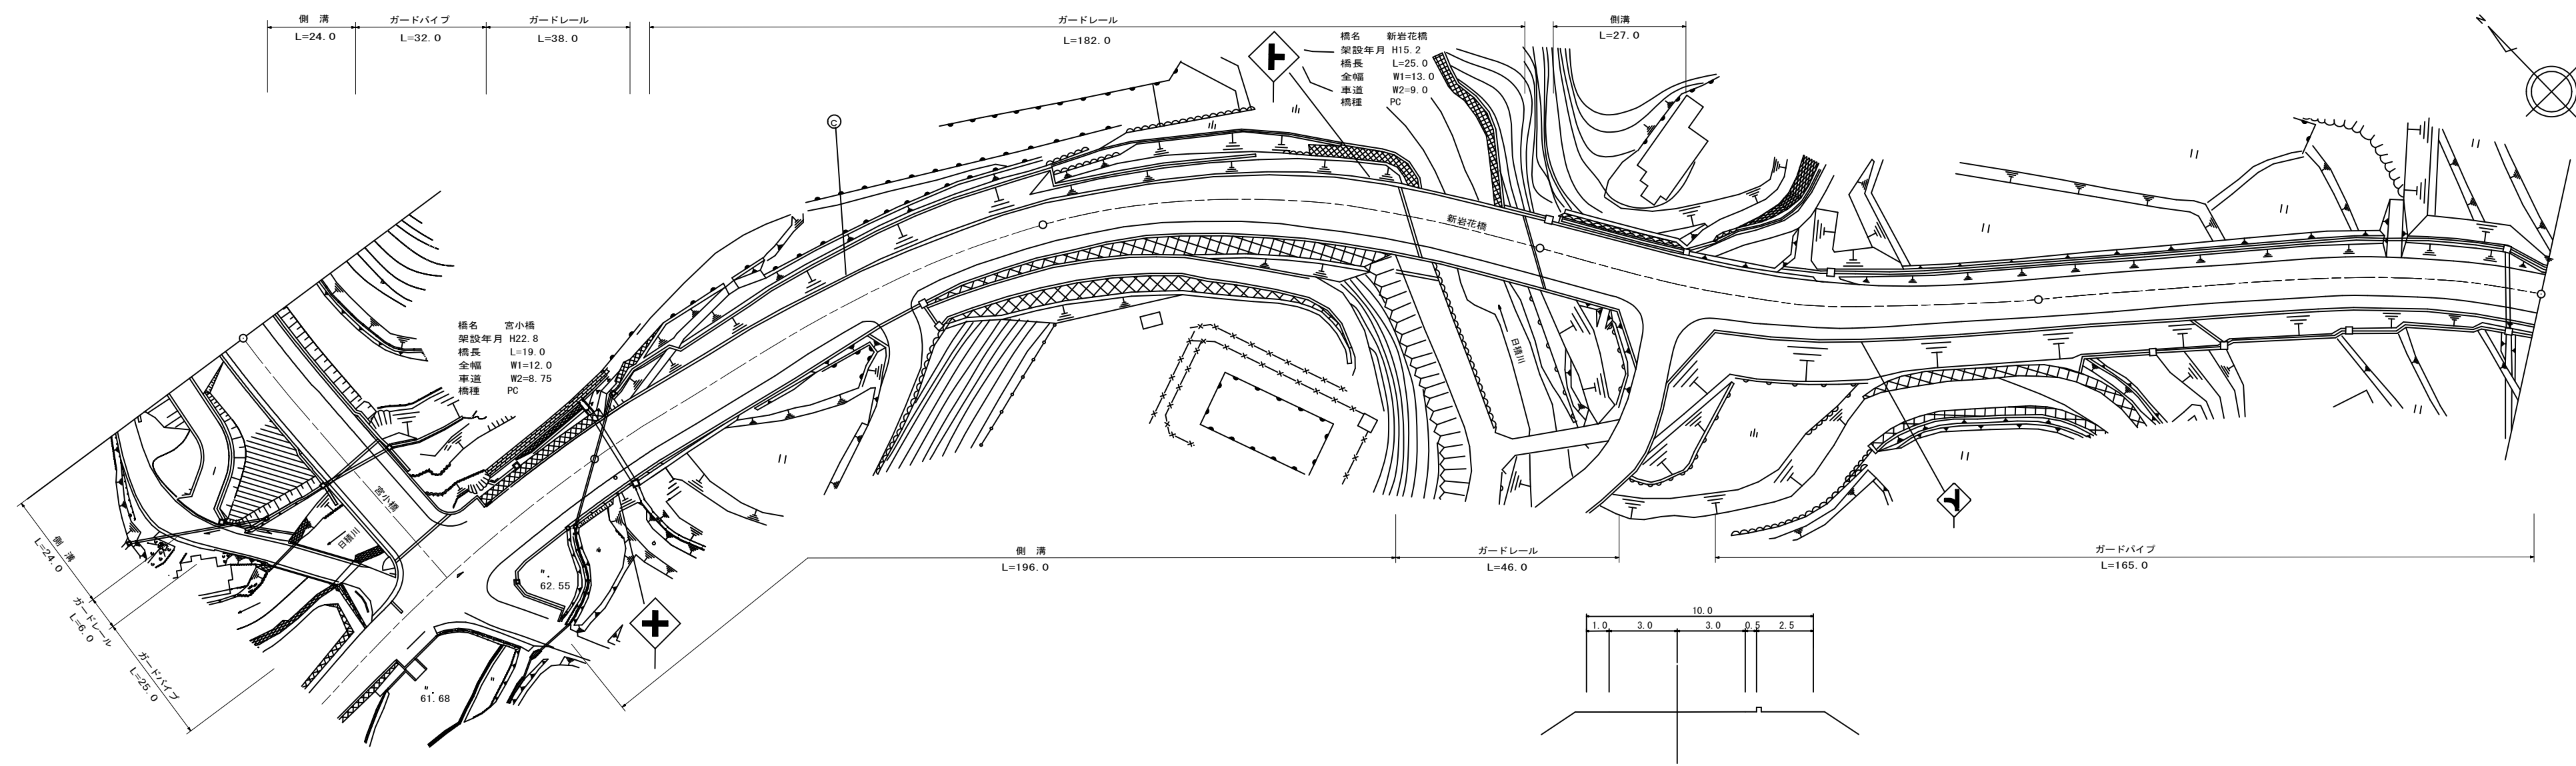 側　溝
L=24.0
ガードパイプ
L=32.0
ガードレール
L=38.0
ガードレール
L=182.0
側溝
L=27.0
橋名　新岩花橋
架設年月 H15.2
橋長　L=25.0
全幅　W1=13.0
車道　W2=9.0
橋種　PC
N
C
新岩花橋
橋名　宮小橋
架設年月 H22.8
橋長　L=19.0
全幅　W1=12.0
車道　W2=8.75
橋種　PC
日積川
宮小橋
日積川
側　溝
L=24.0
ガードレール
L=6.0
ガードパイプ
L=25.0
62.55
61.68
側　溝
L=196.0
ガードレール
L=46.0
ガードパイプ
L=165.0
10.0
1.0 3.0 3.0 0.5 2.5